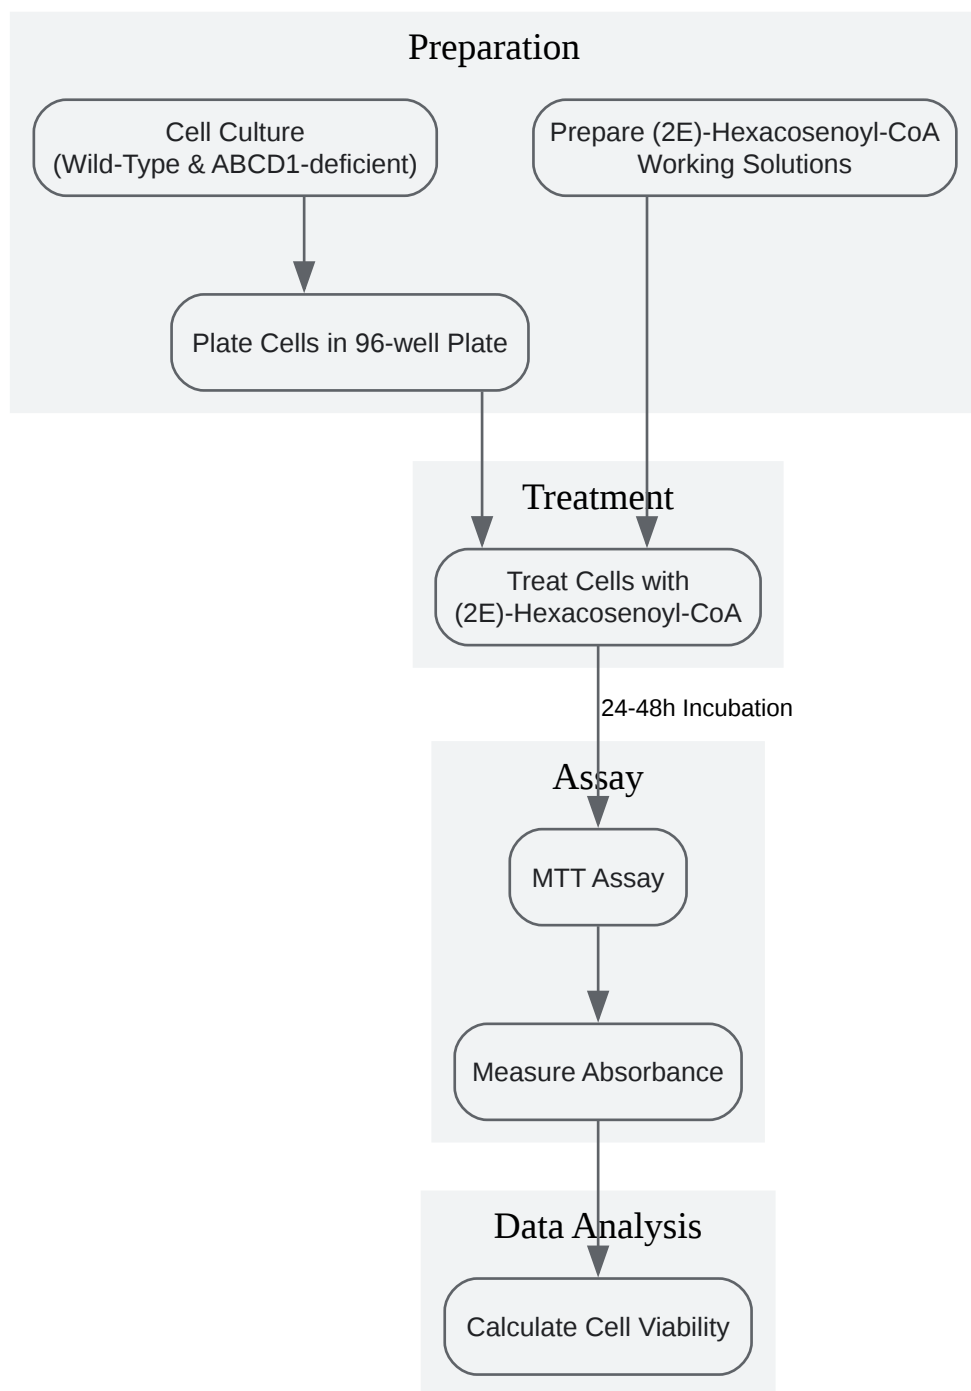 Preparation
Cell Culture
(Wild-Type & ABCD1-deficient)
Prepare (2E)-Hexacosenoyl-CoA
Working Solutions
Plate Cells in 96-well Plate
Treatment
Treat Cells with
(2E)-Hexacosenoyl-CoA
24-48h Incubation
Assay
MTT Assay
Measure Absorbance
Data Analysis
Calculate Cell Viability